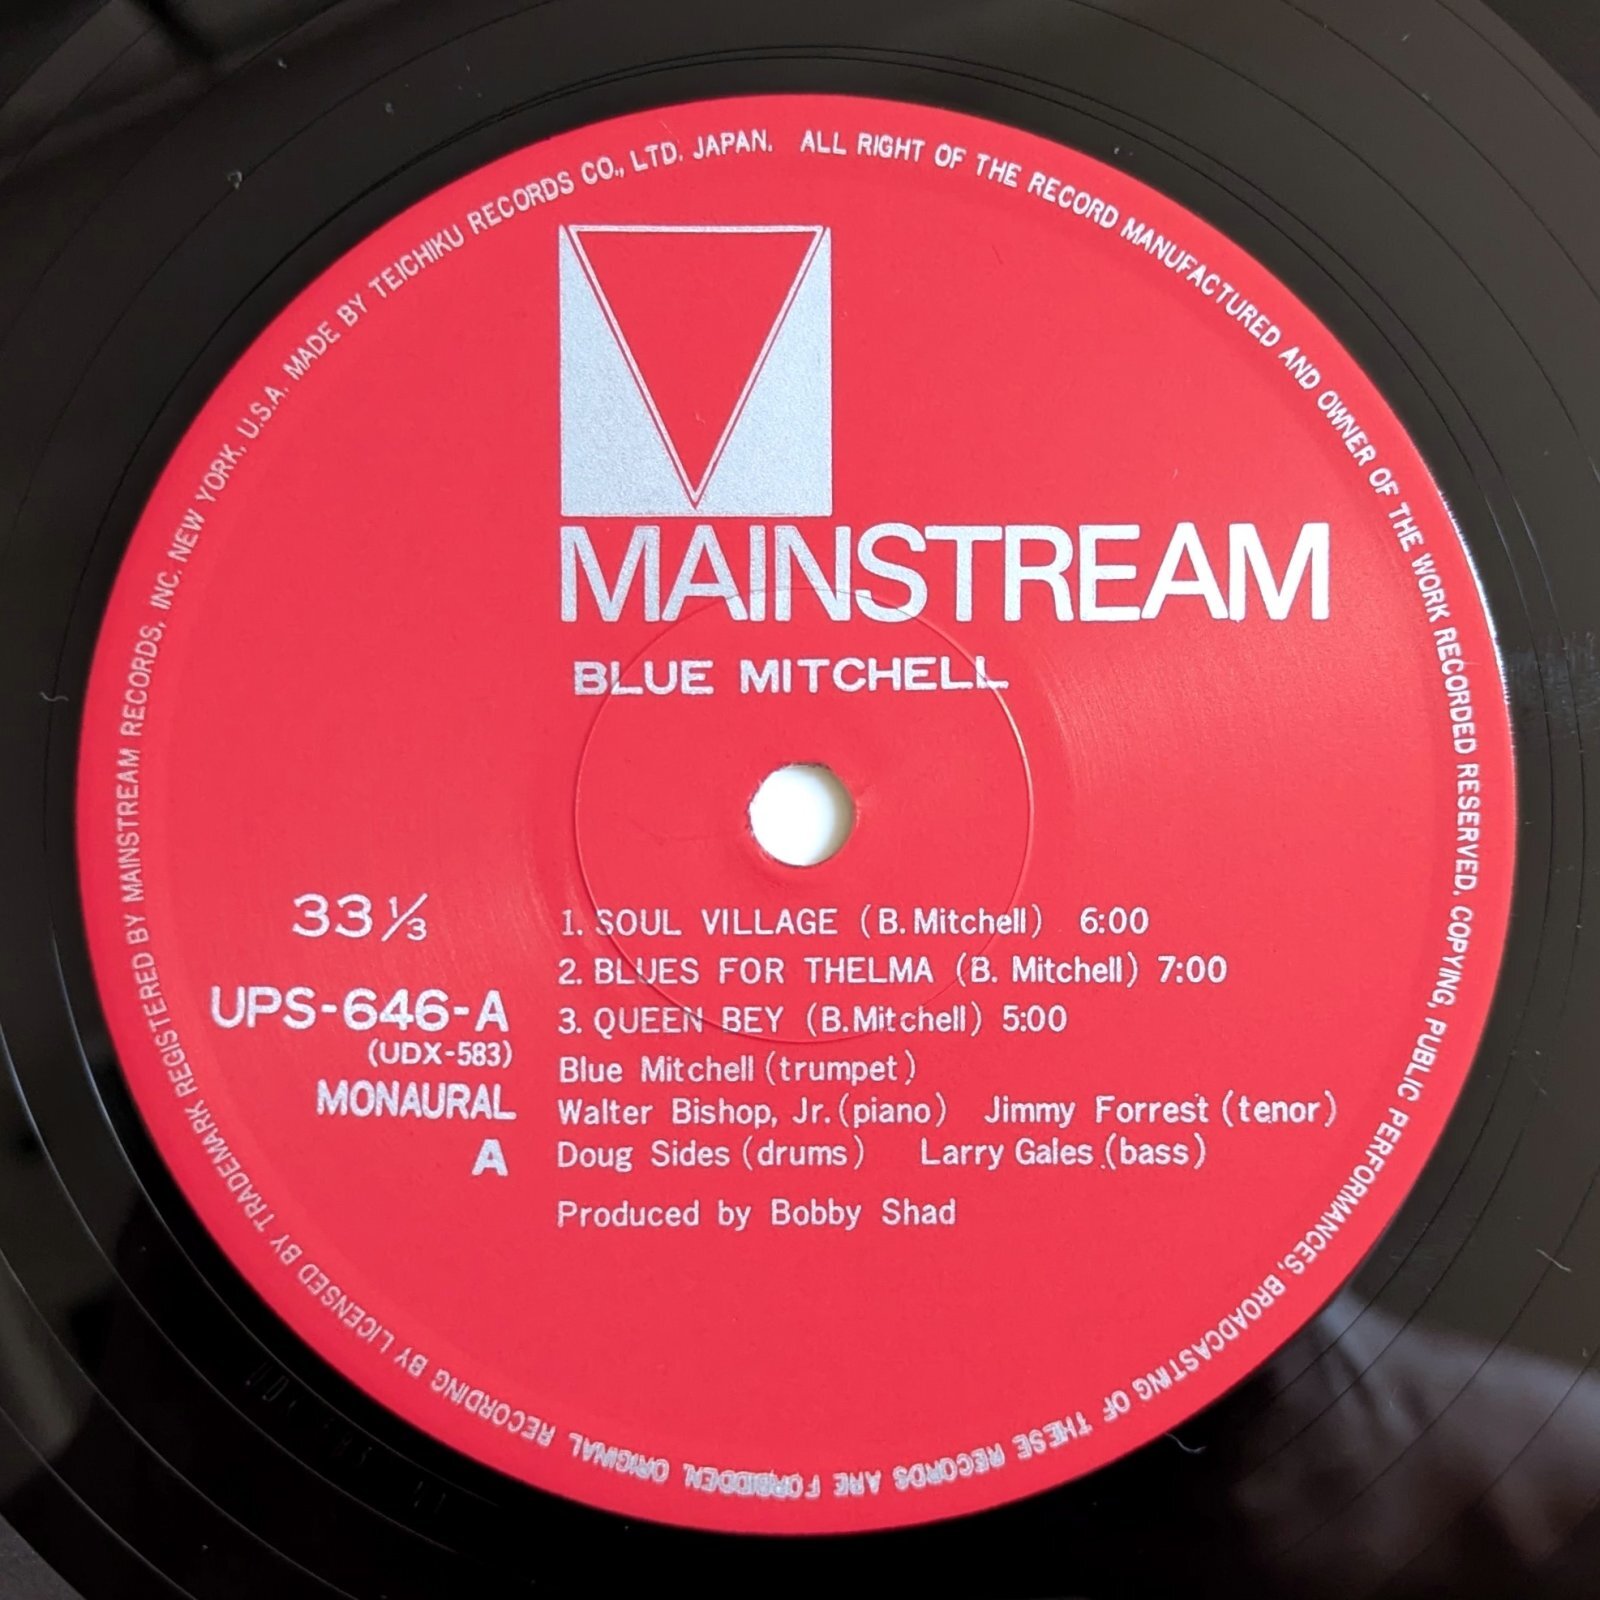 MAINSTREAM
BLUE MITCHELL
33 1/3
UPS-646-A
(UDX-583)
MONAURAL
A
1. SOUL VILLAGE (B. Mitchell) 6:00
2. BLUES FOR THELMA (B. Mitchell) 7:00
3. QUEEN BEY (B. Mitchell) 5:00
Blue Mitchell (trumpet)
Walter Bishop, Jr. (piano) Jimmy Forrest (tenor)
Doug Sides (drums) Larry Gales (bass)
Produced by Bobby Shad
ALL RIGHT OF THE RECORD MANUFACTURED AND OWNER OF THE WORK RECORDED RESERVED. COPYING, PUBLIC PERFORMANCES, BROADCASTING OF THESE RECORDS ARE FORBIDDEN. ORIGINAL RECORDING BY LICENSED BY TRADEMARK REGISTERED BY MAINSTREAM RECORDS, INC. NEW YORK. U.S.A. MADE BY TEICHIKU RECORDS CO., LTD. JAPAN.